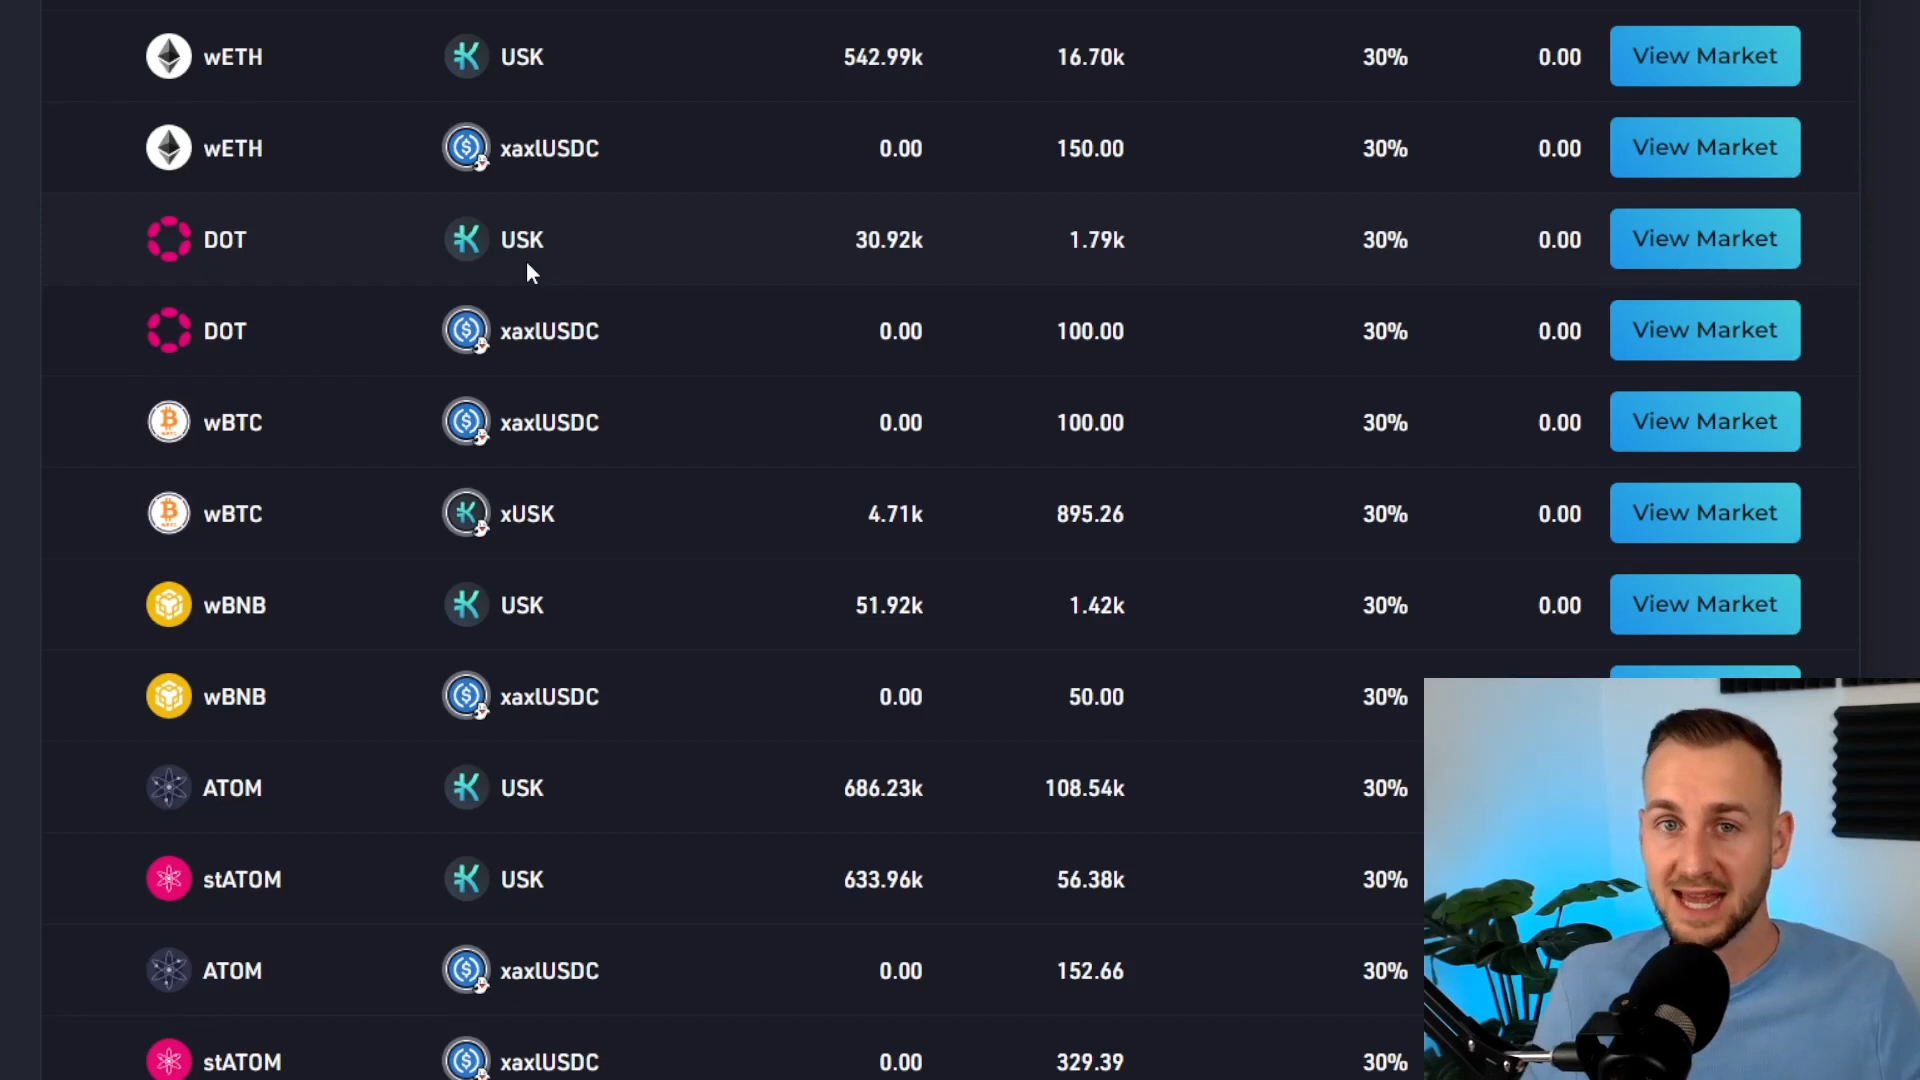 wETH USK 542.99k 16.70k 30% 0.00 View Market
wETH xaxlUSDC 0.00 150.00 30% 0.00 View Market
DOT USK 30.92k 1.79k 30% 0.00 View Market
DOT xaxlUSDC 0.00 100.00 30% 0.00 View Market
wBTC xaxlUSDC 0.00 100.00 30% 0.00 View Market
wBTC xUSK 4.71k 895.26 30% 0.00 View Market
wBNB USK 51.92k 1.42k 30% 0.00 View Market
wBNB xaxlUSDC 0.00 50.00 30%
ATOM USK 686.23k 108.54k 30%
stATOM USK 633.96k 56.38k 30%
ATOM xaxlUSDC 0.00 152.66 30%
stATOM xaxlUSDC 0.00 329.39 30%